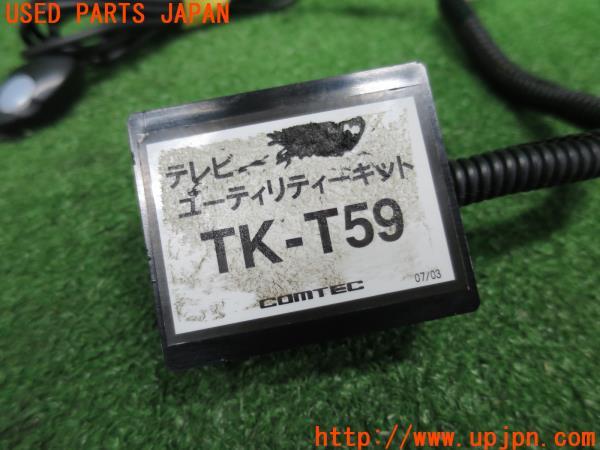 USED PARTS JAPAN
テレビー
ユーティリティーキット
TK-T59
COMTEC
07/03
http://www.upjpn.com